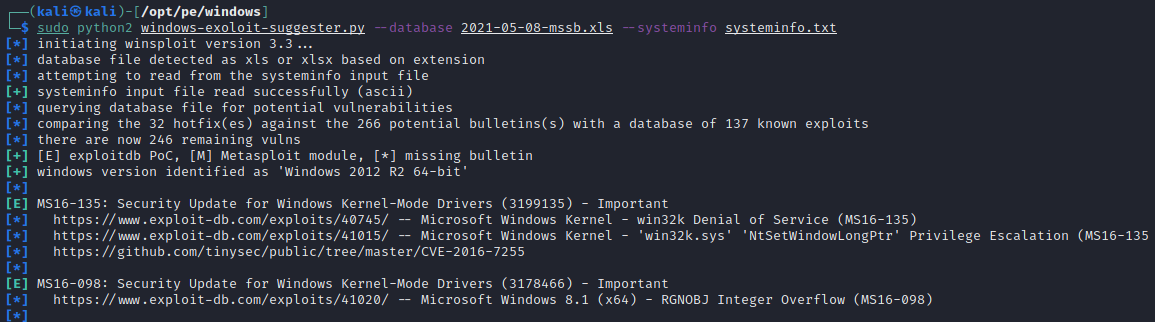 ┌──(kali㉿kali)-[/opt/pe/windows]
└─$ sudo python2 windows-exoloit-suggester.py --database 2021-05-08-mssb.xls --systeminfo systeminfo.txt
[*] initiating winsploit version 3.3...
[*] database file detected as xls or xlsx based on extension
[*] attempting to read from the systeminfo input file
[+] systeminfo input file read successfully (ascii)
[*] querying database file for potential vulnerabilities
[*] comparing the 32 hotfix(es) against the 266 potential bulletins(s) with a database of 137 known exploits
[*] there are now 246 remaining vulns
[+] [E] exploitdb PoC, [M] Metasploit module, [*] missing bulletin
[+] windows version identified as 'Windows 2012 R2 64-bit'
[*]
[E] MS16-135: Security Update for Windows Kernel-Mode Drivers (3199135) - Important
[*]   https://www.exploit-db.com/exploits/40745/ -- Microsoft Windows Kernel - win32k Denial of Service (MS16-135)
[*]   https://www.exploit-db.com/exploits/41015/ -- Microsoft Windows Kernel - 'win32k.sys' 'NtSetWindowLongPtr' Privilege Escalation (MS16-135
[*]   https://github.com/tinysec/public/tree/master/CVE-2016-7255
[*]
[E] MS16-098: Security Update for Windows Kernel-Mode Drivers (3178466) - Important
[*]   https://www.exploit-db.com/exploits/41020/ -- Microsoft Windows 8.1 (x64) - RGNOBJ Integer Overflow (MS16-098)
[*]